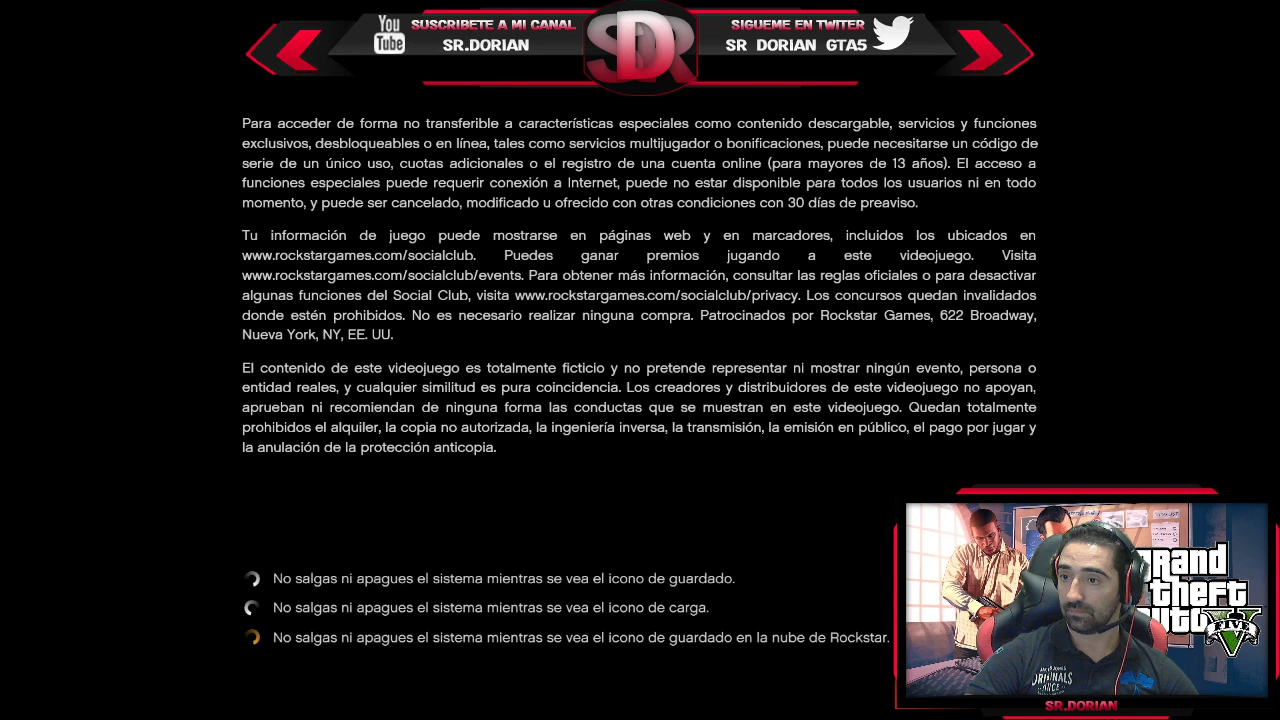 You Tube
SUSCRIBETE A MI CANAL
SR.DORIAN
SDR
SIGUEME EN TWITER
SR DORIAN GTA5
Para acceder de forma no transferible a características especiales como contenido descargable, servicios y funciones
exclusivos, desbloqueables o en línea, tales como servicios multijugador o bonificaciones, puede necesitarse un código de
serie de un único uso, cuotas adicionales o el registro de una cuenta online (para mayores de 13 años). El acceso a
funciones especiales puede requerir conexión a Internet, puede no estar disponible para todos los usuarios ni en todo
momento, y puede ser cancelado, modificado u ofrecido con otras condiciones con 30 días de preaviso.
Tu información de juego puede mostrarse en páginas web y en marcadores, incluidos los ubicados en
www.rockstargames.com/socialclub. Puedes ganar premios jugando a este videojuego. Visita
www.rockstargames.com/socialclub/events. Para obtener más información, consultar las reglas oficiales o para desactivar
algunas funciones del Social Club, visita www.rockstargames.com/socialclub/privacy. Los concursos quedan invalidados
donde estén prohibidos. No es necesario realizar ninguna compra. Patrocinados por Rockstar Games, 622 Broadway,
Nueva York, NY, EE. UU.
El contenido de este videojuego es totalmente ficticio y no pretende representar ni mostrar ningún evento, persona o
entidad reales, y cualquier similitud es pura coincidencia. Los creadores y distribuidores de este videojuego no apoyan,
aprueban ni recomiendan de ninguna forma las conductas que se muestran en este videojuego. Quedan totalmente
prohibidos el alquiler, la copia no autorizada, la ingeniería inversa, la transmisión, la emisión en público, el pago por jugar y
la anulación de la protección anticopia.
No salgas ni apagues el sistema mientras se vea el icono de guardado.
No salgas ni apagues el sistema mientras se vea el icono de carga.
No salgas ni apagues el sistema mientras se vea el icono de guardado en la nube de Rockstar.
grand
theft
auto
V
FIVE
ORIGINALS
SR.DORIAN